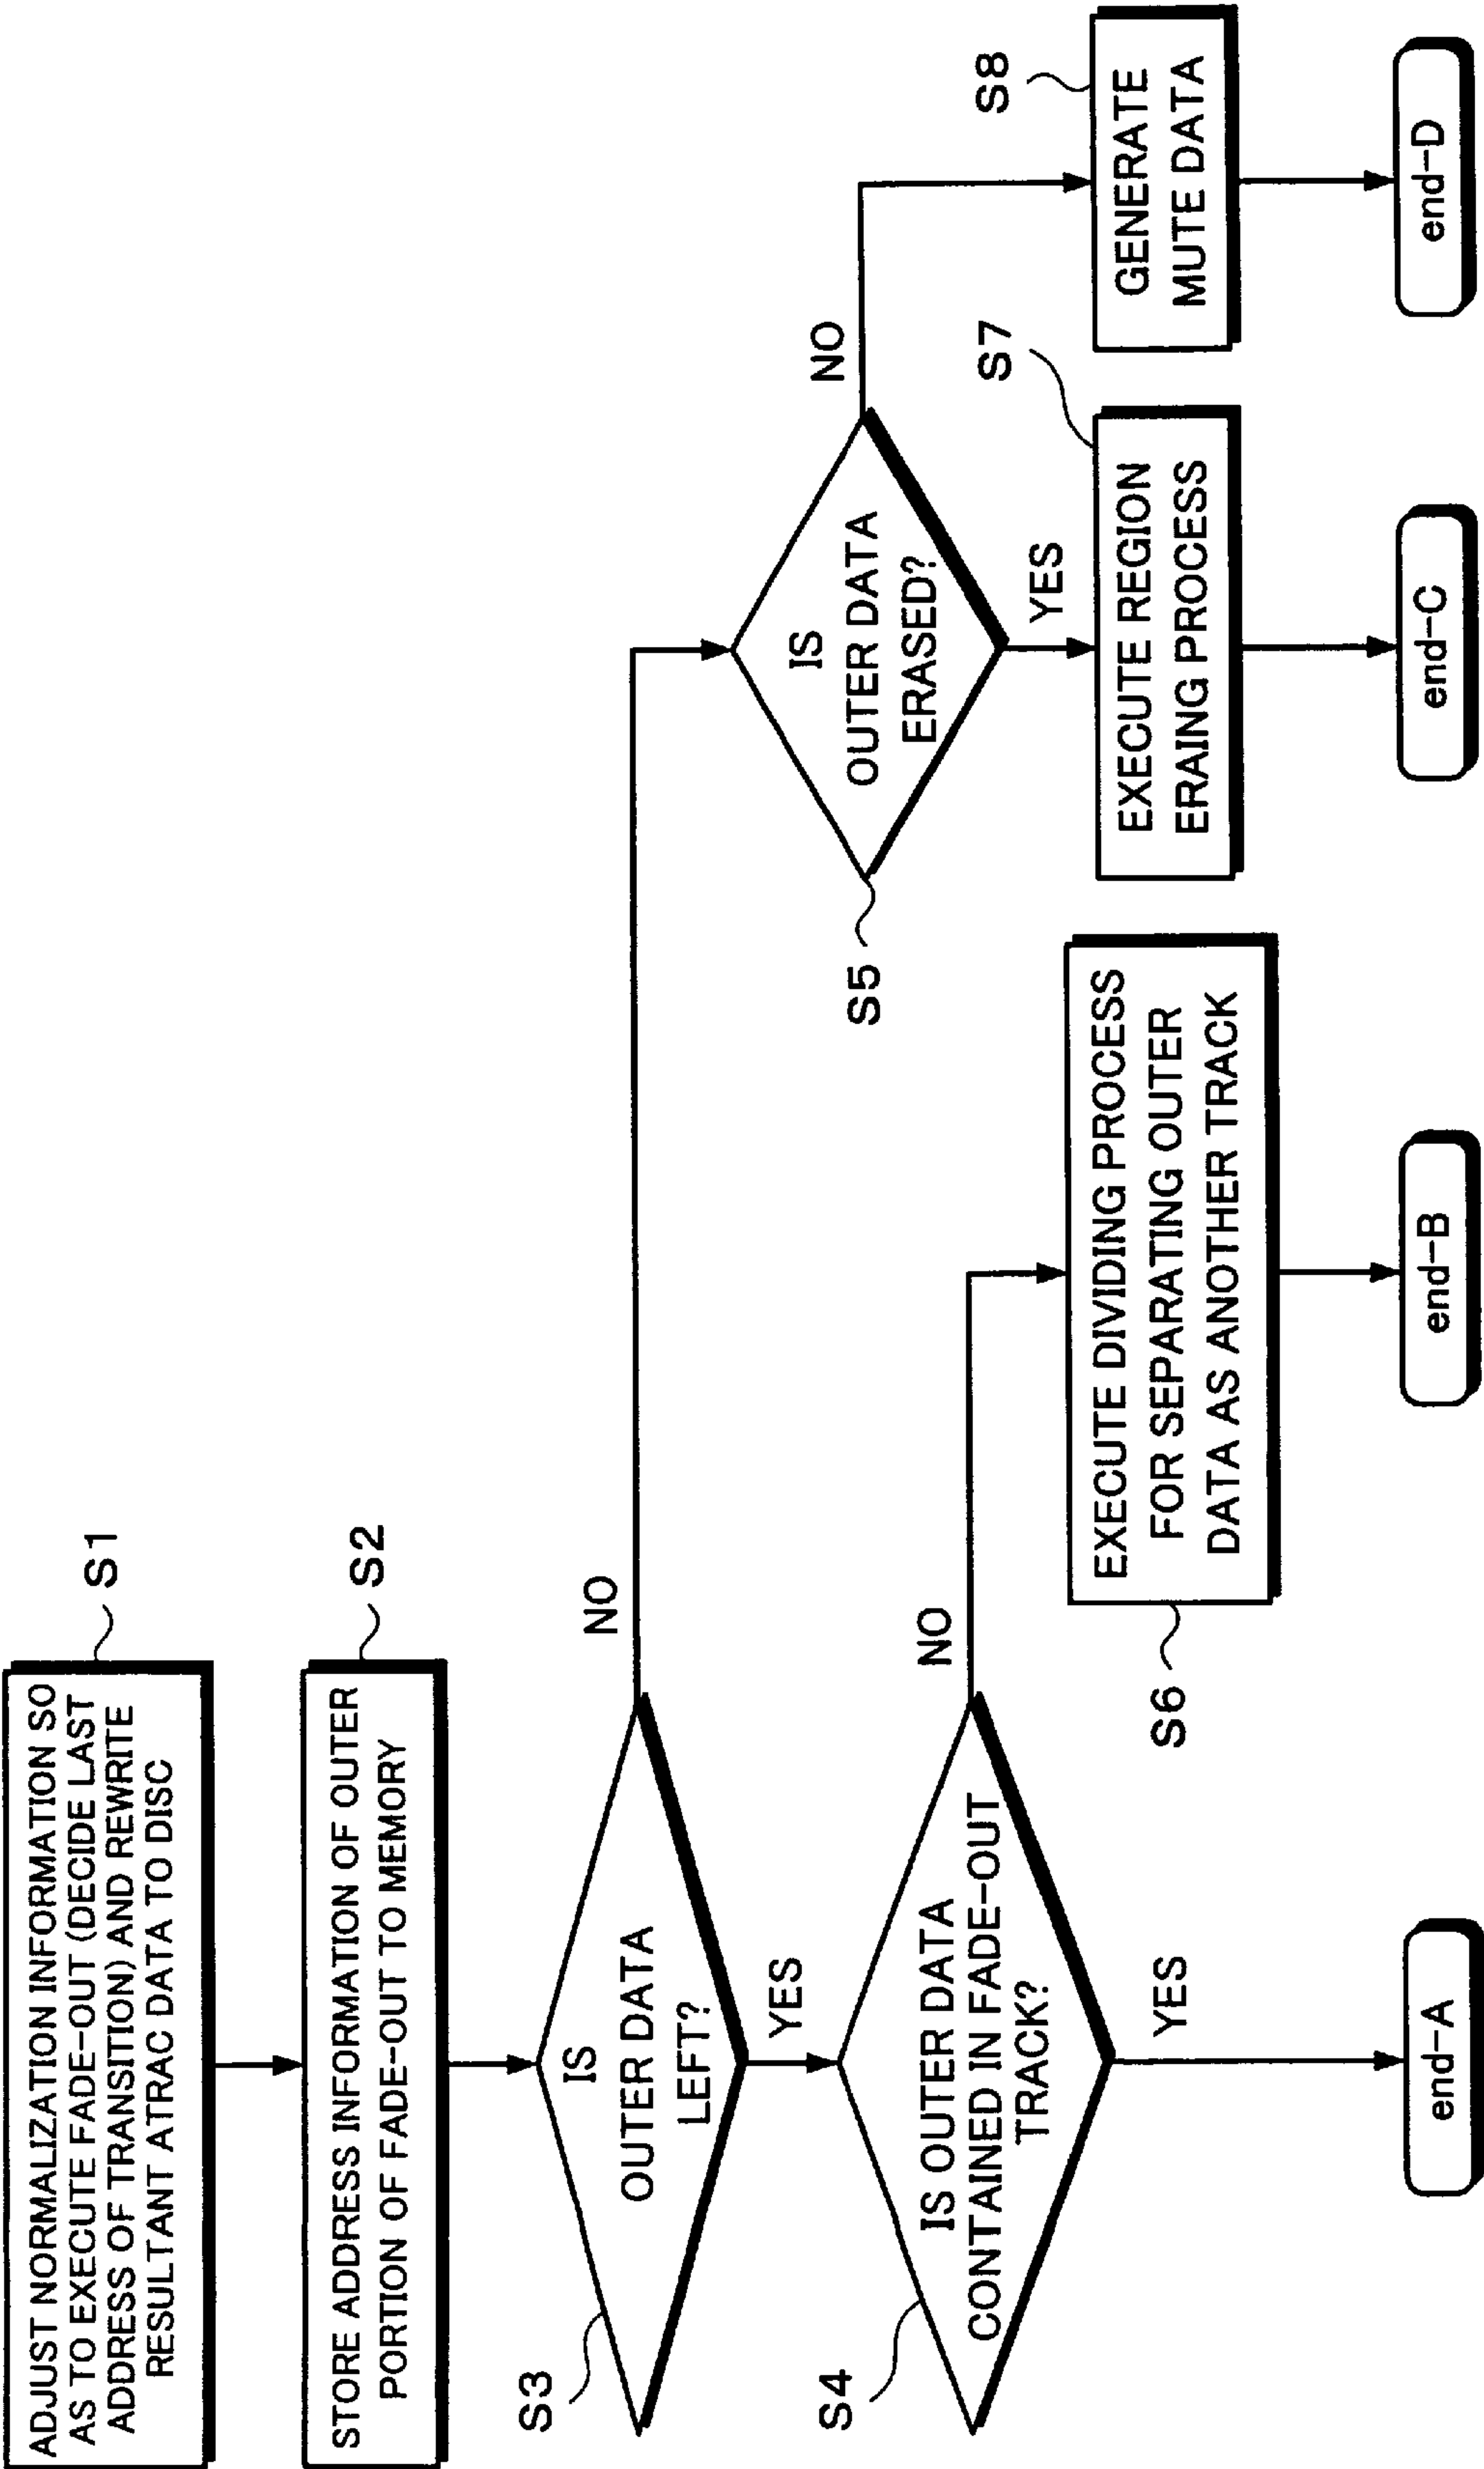 ADJUST NORMALIZATION INFORMATION SO
AS TO EXECUTE FADE-OUT (DECIDE LAST
ADDRESS OF TRANSITION) AND REWRITE
RESULTANT ATRAC DATA TO DISC
S1
STORE ADDRESS INFORMATION OF OUTER
PORTION OF FADE-OUT TO MEMORY
S2
S3
IS
OUTER DATA
LEFT?
NO
YES
S4
IS OUTER DATA
CONTAINED IN FADE-OUT
TRACK?
NO
YES
S5
IS
OUTER DATA
ERASED?
NO
YES
S6
EXECUTE DIVIDING PROCESS
FOR SEPARATING OUTER
DATA AS ANOTHER TRACK
S7
EXECUTE REGION
ERAING PROCESS
S8
GENERATE
MUTE DATA
end-A
end-B
end-C
end-D